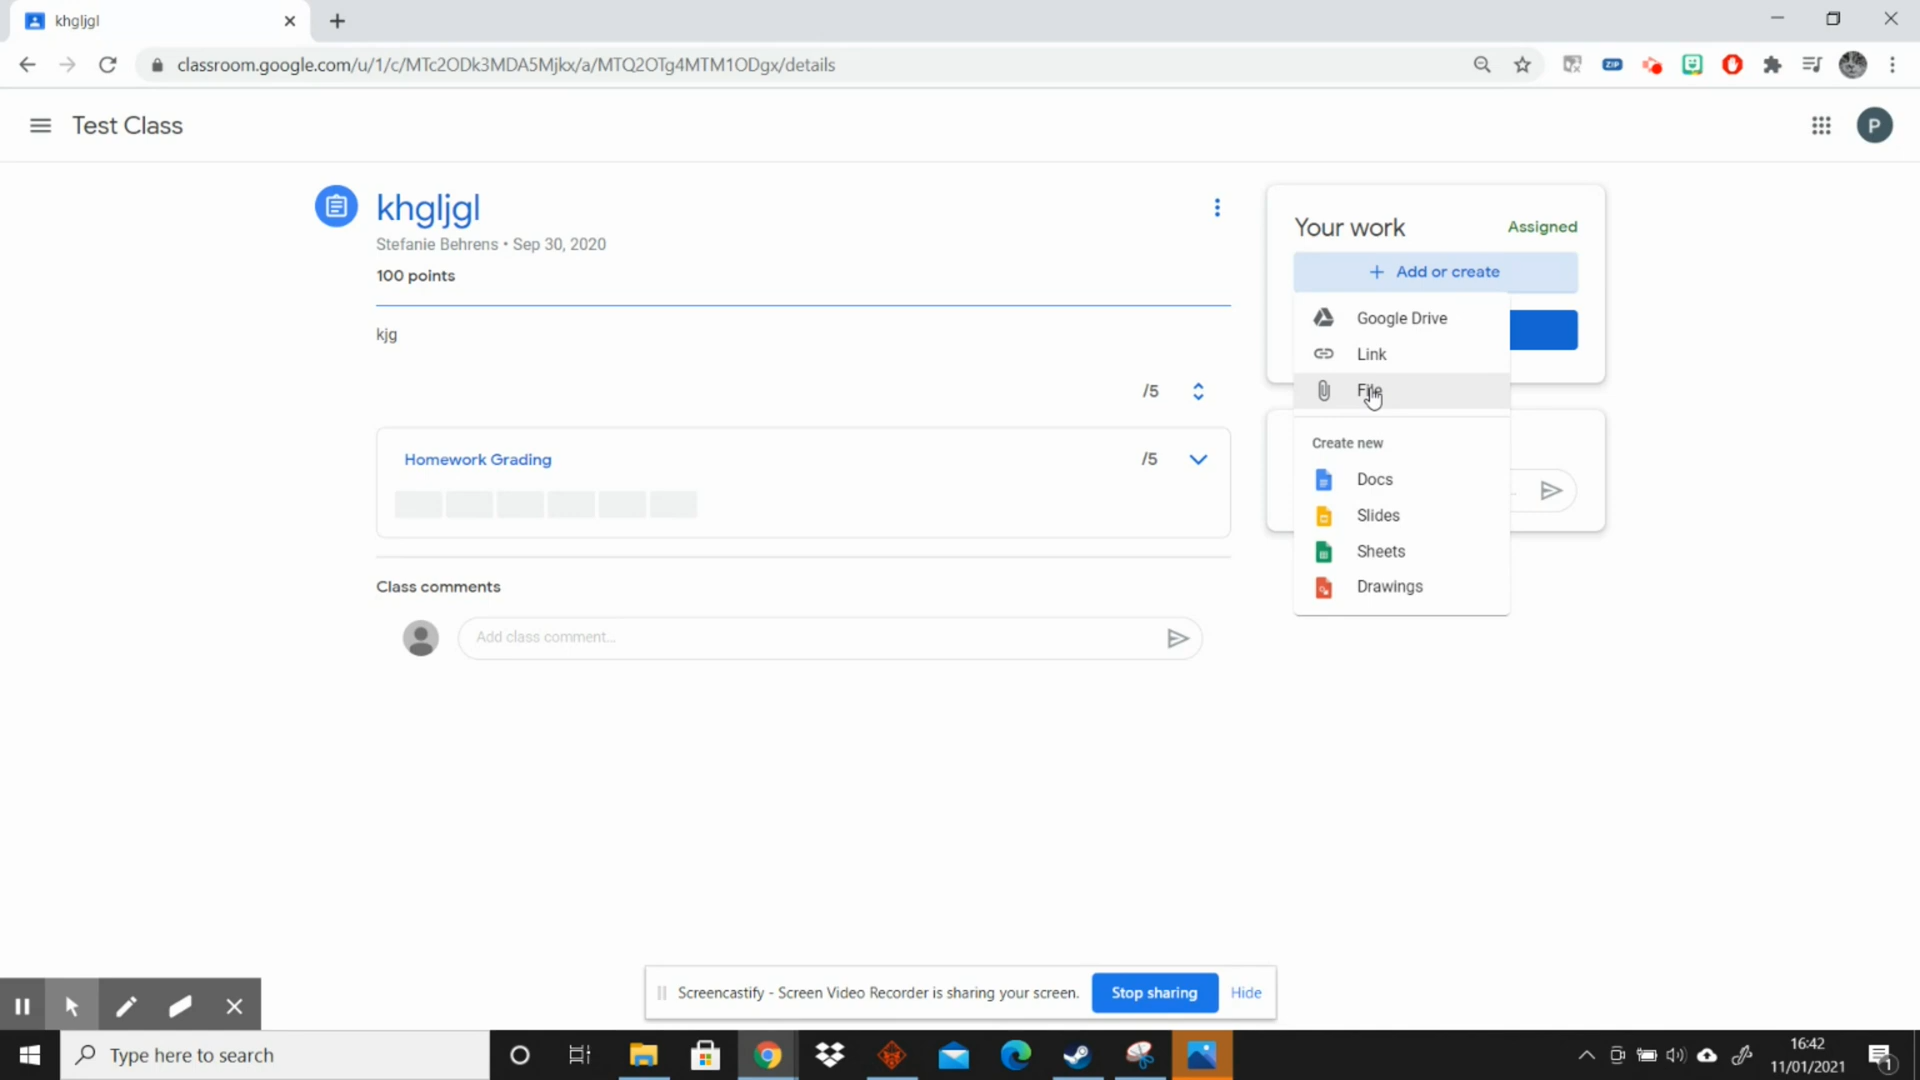 khgljgl
classroom.google.com/u/1/c/MTc2ODk3MDA5Mjkx/a/MTQ2OTg4MTM1ODgx/details
ZIP
Test Class
P
khgljgl
Stefanie Behrens • Sep 30, 2020
100 points
kjg
/5
Homework Grading
/5
Class comments
Add class comment...
Your work
Assigned
+ Add or create
Google Drive
Link
File
Create new
Docs
Slides
Sheets
Drawings
Screencastify - Screen Video Recorder is sharing your screen.
Stop sharing
Hide
Type here to search
16:42
11/01/2021
1